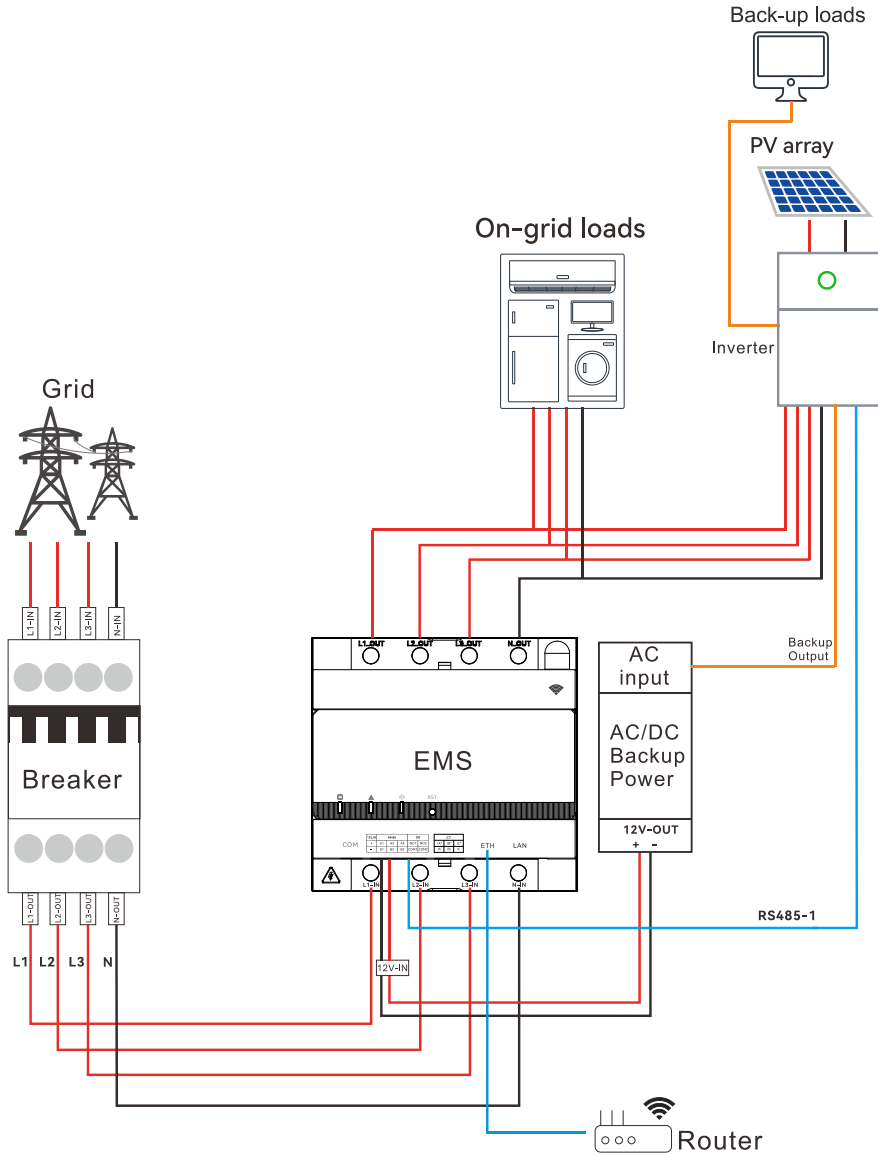 Back-up loads
PV array
On-grid loads
Inverter
Grid
L1-IN
L2-IN
L3-IN
N-IN
L1_OUT
L2_OUT
L3_OUT
N_OUT
Backup
Output
AC
input
AC/DC
Backup
Power
12V-OUT
+ -
Breaker
EMS
RST
COM
ETH
LAN
L1-IN
L2-IN
L3-IN
N-IN
L1-OUT
L2-OUT
L3-OUT
N-OUT
L1
L2
L3
N
12V-IN
RS485-1
Router